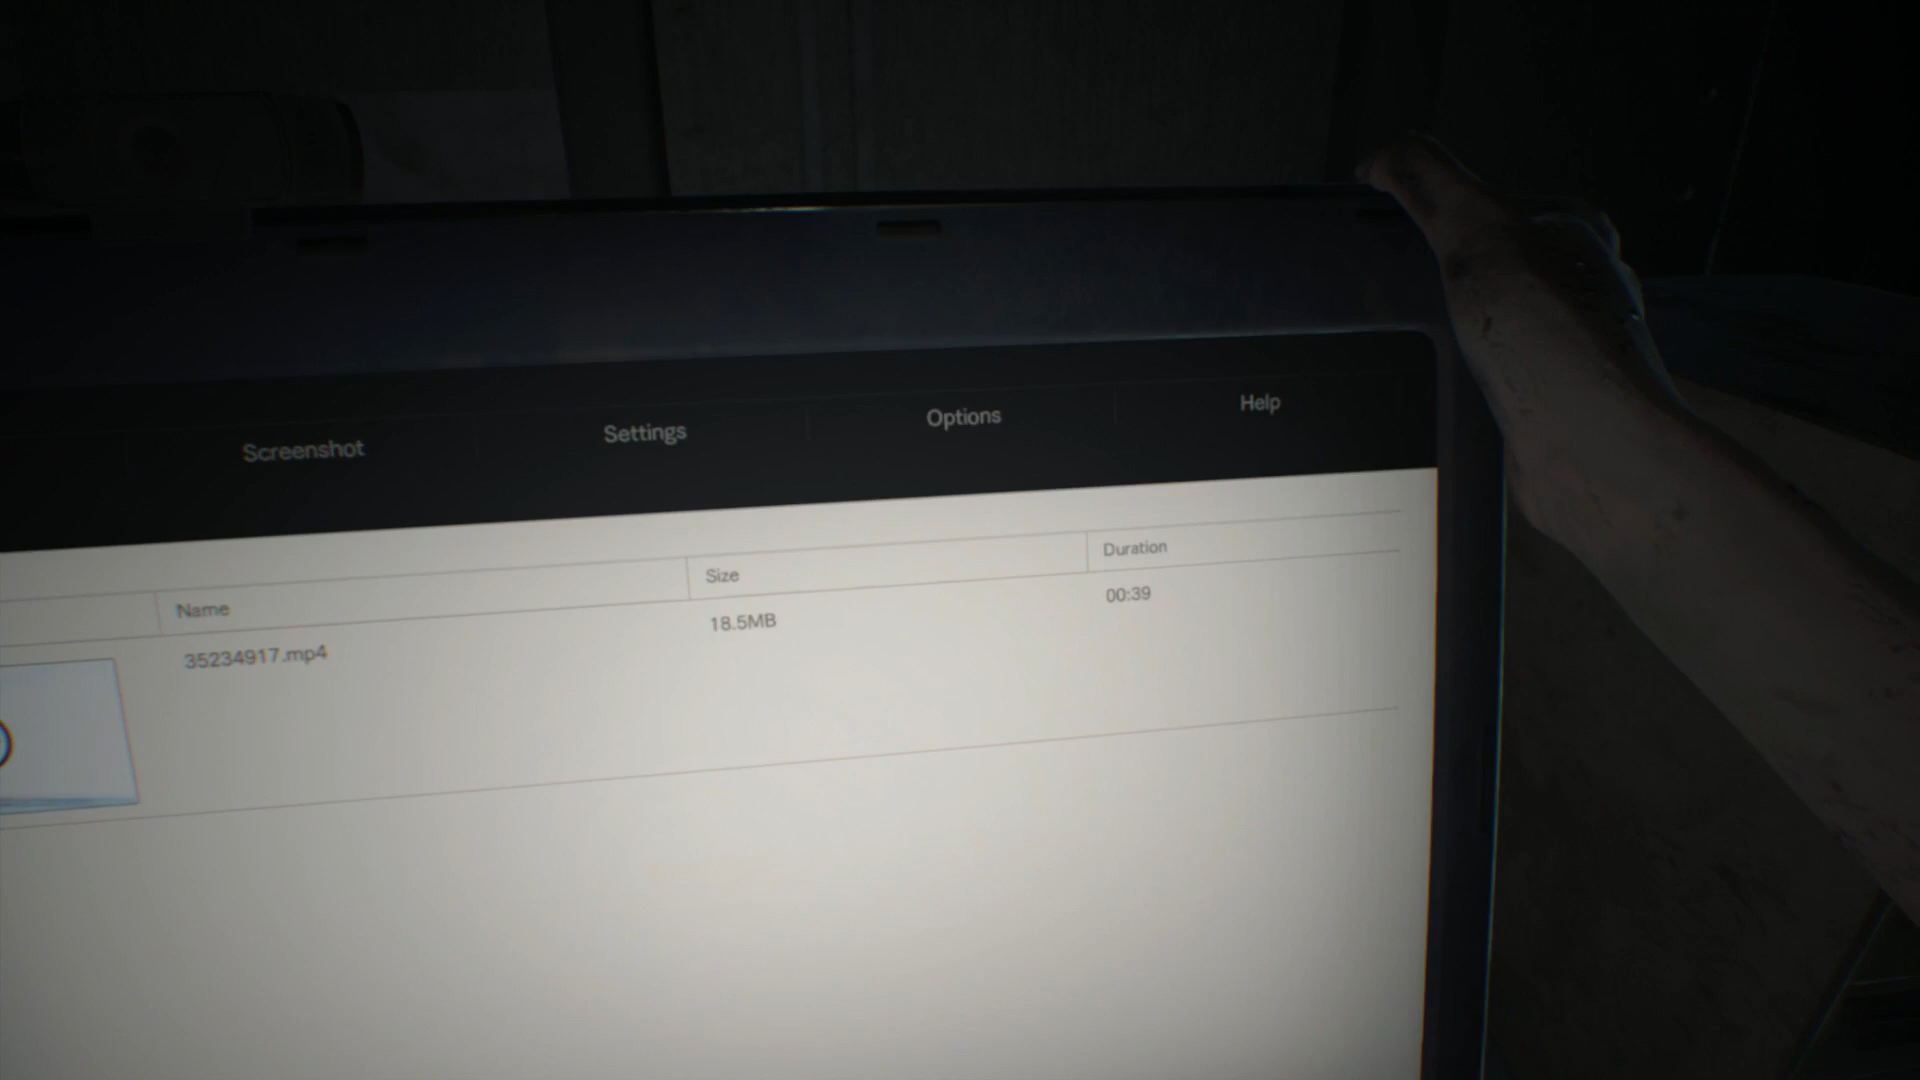 Screenshot Settings Options Help
Name Size Duration
35234917.mp4 18.5MB 00:39